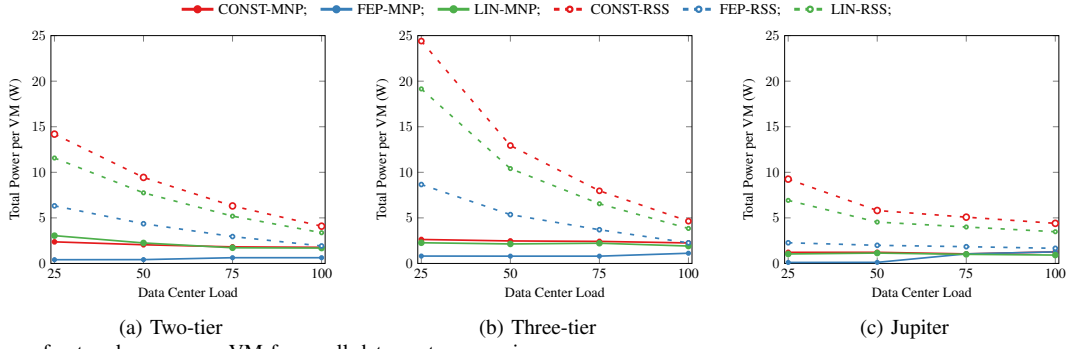 CONST-MNP; FEP-MNP; LIN-MNP; CONST-RSS FEP-RSS; LIN-RSS;
Total Power per VM (W)
25
20
15
10
5
0
25 50 75 100
Data Center Load
(a) Two-tier
Total Power per VM (W)
25
20
15
10
5
0
25 50 75 100
Data Center Load
(b) Three-tier
Total Power per VM (W)
25
20
15
10
5
0
25 50 75 100
Data Center Load
(c) Jupiter